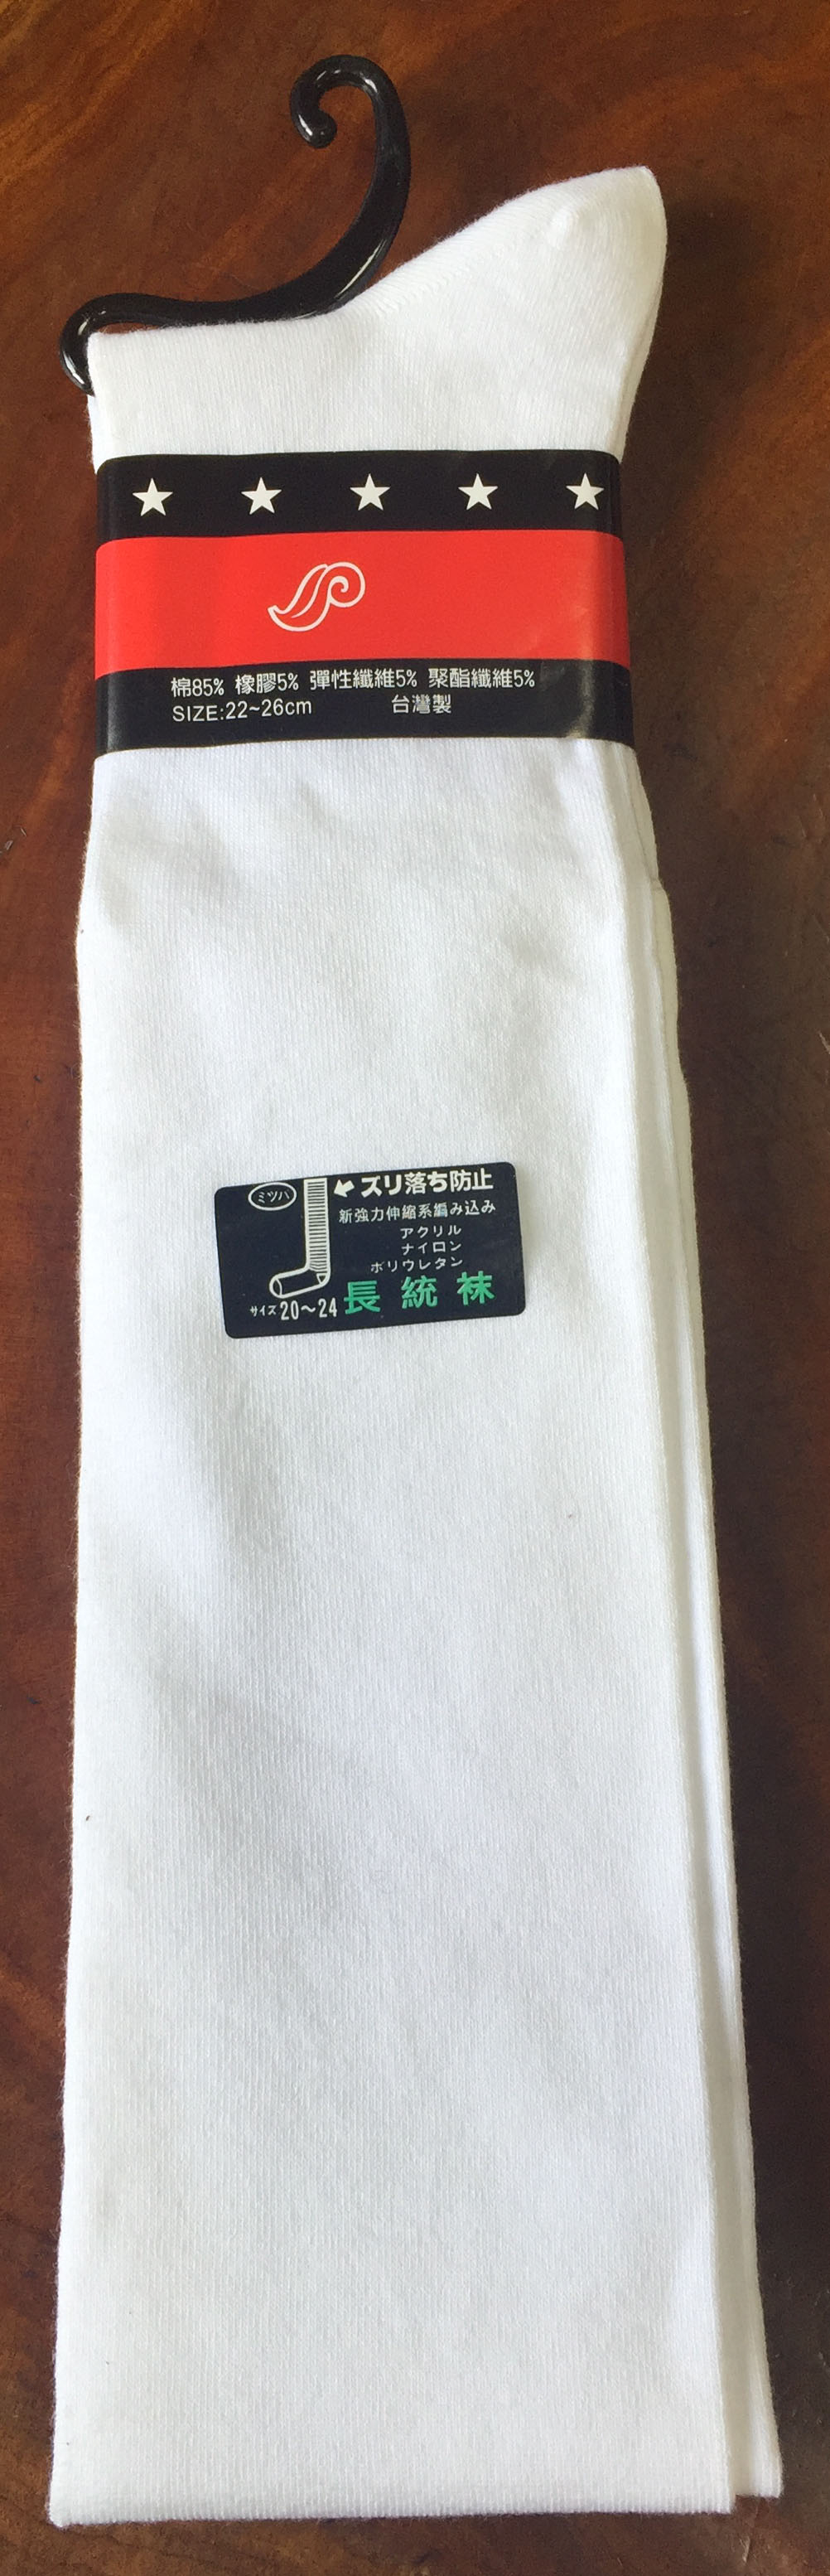 棉85% 橡膠5% 彈性纖維5% 聚酯纖維5%
SIZE:22~26cm 台灣製
ミツハ
ズリ落ち防止
新強力伸縮系編み込み
アクリル
ナイロン
ポリウレタン
サイズ20〜24 長統袜